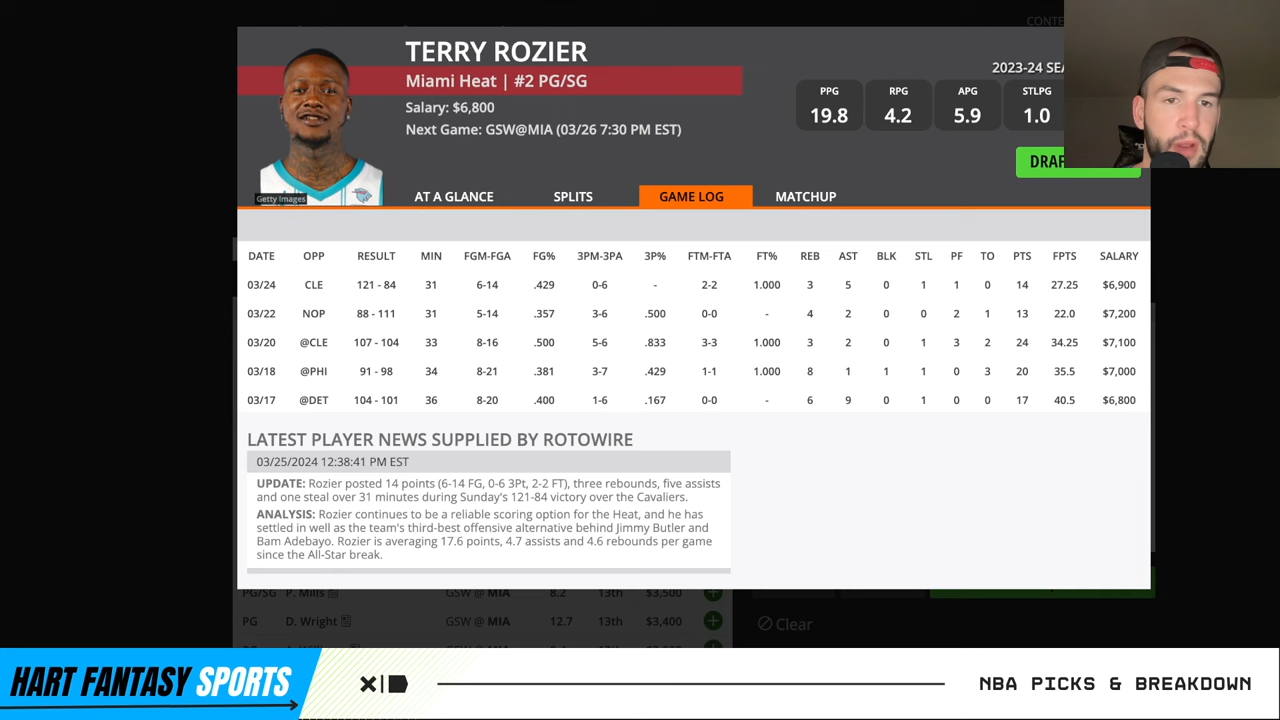 CONTE
TERRY ROZIER
Miami Heat | #2 PG/SG
Salary: $6,800
Next Game: GSW@MIA (03/26 7:30 PM EST)
2023-24 SEA
PPG RPG APG STLPG
19.8 4.2 5.9 1.0
DRAF
Getty Images
AT A GLANCE SPLITS GAME LOG MATCHUP
DATE OPP RESULT MIN FGM-FGA FG% 3PM-3PA 3P% FTM-FTA FT% REB AST BLK STL PF TO PTS FPTS SALARY
03/24 CLE 121 - 84 31 6-14 .429 0-6 - 2-2 1.000 3 5 0 1 1 0 14 27.25 $6,900
03/22 NOP 88 - 111 31 5-14 .357 3-6 .500 0-0 - 4 2 0 0 2 1 13 22.0 $7,200
03/20 @CLE 107 - 104 33 8-16 .500 5-6 .833 3-3 1.000 3 2 0 1 3 2 24 34.25 $7,100
03/18 @PHI 91 - 98 34 8-21 .381 3-7 .429 1-1 1.000 8 1 1 1 0 3 20 35.5 $7,000
03/17 @DET 104 - 101 36 8-20 .400 1-6 .167 0-0 - 6 9 0 1 0 0 17 40.5 $6,800
LATEST PLAYER NEWS SUPPLIED BY ROTOWIRE
03/25/2024 12:38:41 PM EST
UPDATE: Rozier posted 14 points (6-14 FG, 0-6 3Pt, 2-2 FT), three rebounds, five assists
and one steal over 31 minutes during Sunday's 121-84 victory over the Cavaliers.
ANALYSIS: Rozier continues to be a reliable scoring option for the Heat, and he has
settled in well as the team's third-best offensive alternative behind Jimmy Butler and
Bam Adebayo. Rozier is averaging 17.6 points, 4.7 assists and 4.6 rebounds per game
since the All-Star break.
PG/SG P. Mills GSW @ MIA 8.2 13th $3,500
PG D. Wright GSW @ MIA 12.7 13th $3,400
Clear
HART FANTASY SPORTS
NBA PICKS & BREAKDOWN